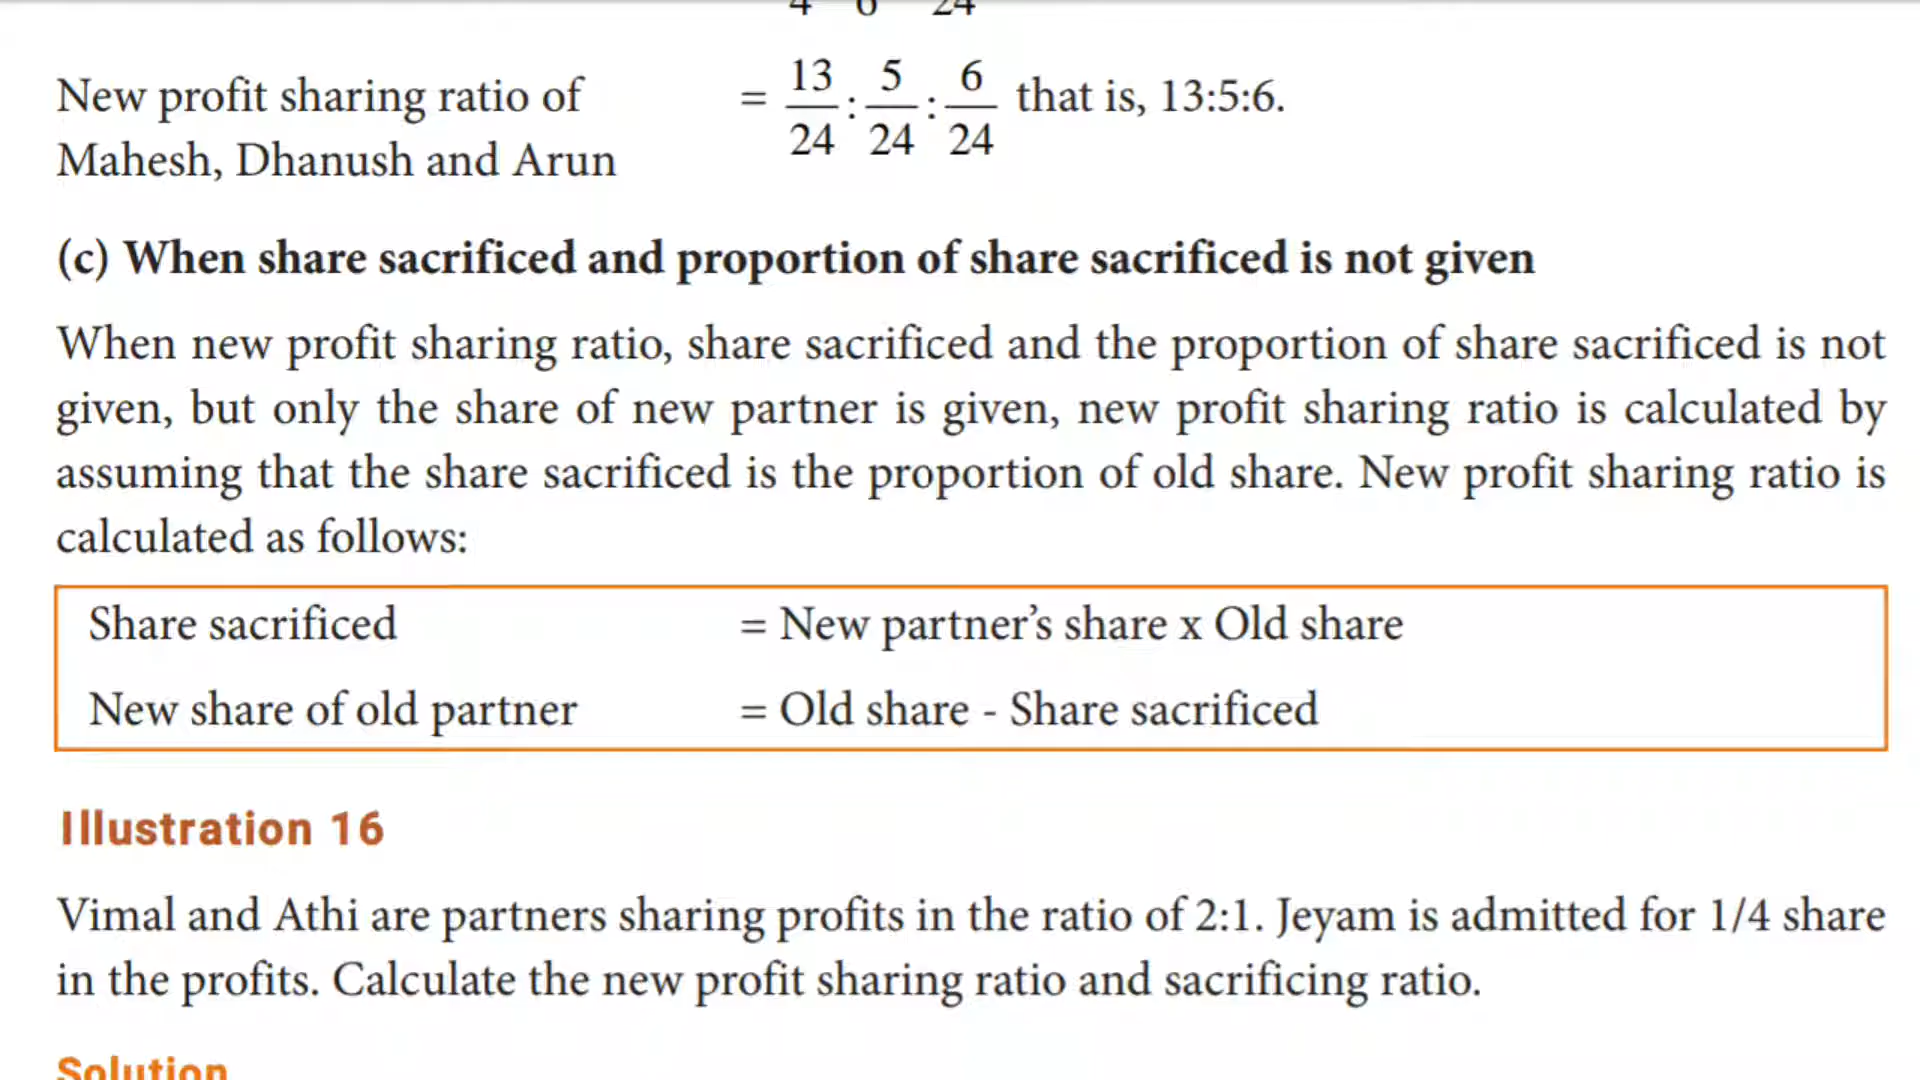 New profit sharing ratio of = 13/24 : 5/24 : 6/24 that is, 13:5:6.
Mahesh, Dhanush and Arun
(c) When share sacrificed and proportion of share sacrificed is not given
When new profit sharing ratio, share sacrificed and the proportion of share sacrificed is not
given, but only the share of new partner is given, new profit sharing ratio is calculated by
assuming that the share sacrificed is the proportion of old share. New profit sharing ratio is
calculated as follows:
Share sacrificed = New partner’s share x Old share
New share of old partner = Old share - Share sacrificed
Illustration 16
Vimal and Athi are partners sharing profits in the ratio of 2:1. Jeyam is admitted for 1/4 share
in the profits. Calculate the new profit sharing ratio and sacrificing ratio.
Solution